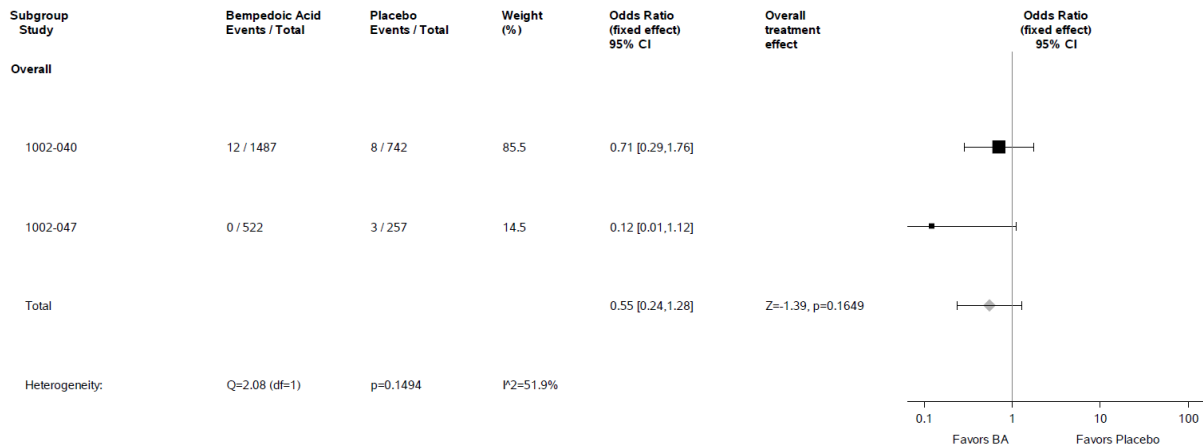 Subgroup Study Bempedoic Acid Events / Total Placebo Events / Total Weight (%) Odds Ratio (fixed effect) 95% CI Overall treatment effect Odds Ratio (fixed effect) 95% CI
Overall
1002-040 12 / 1487 8 / 742 85.5 0.71 [0.29,1.76]
1002-047 0 / 522 3 / 257 14.5 0.12 [0.01,1.12]
Total 0.55 [0.24,1.28] Z=-1.39, p=0.1649
Heterogeneity: Q=2.08 (df=1) p=0.1494 I^2=51.9%
0.1 1 10 100
Favors BA Favors Placebo